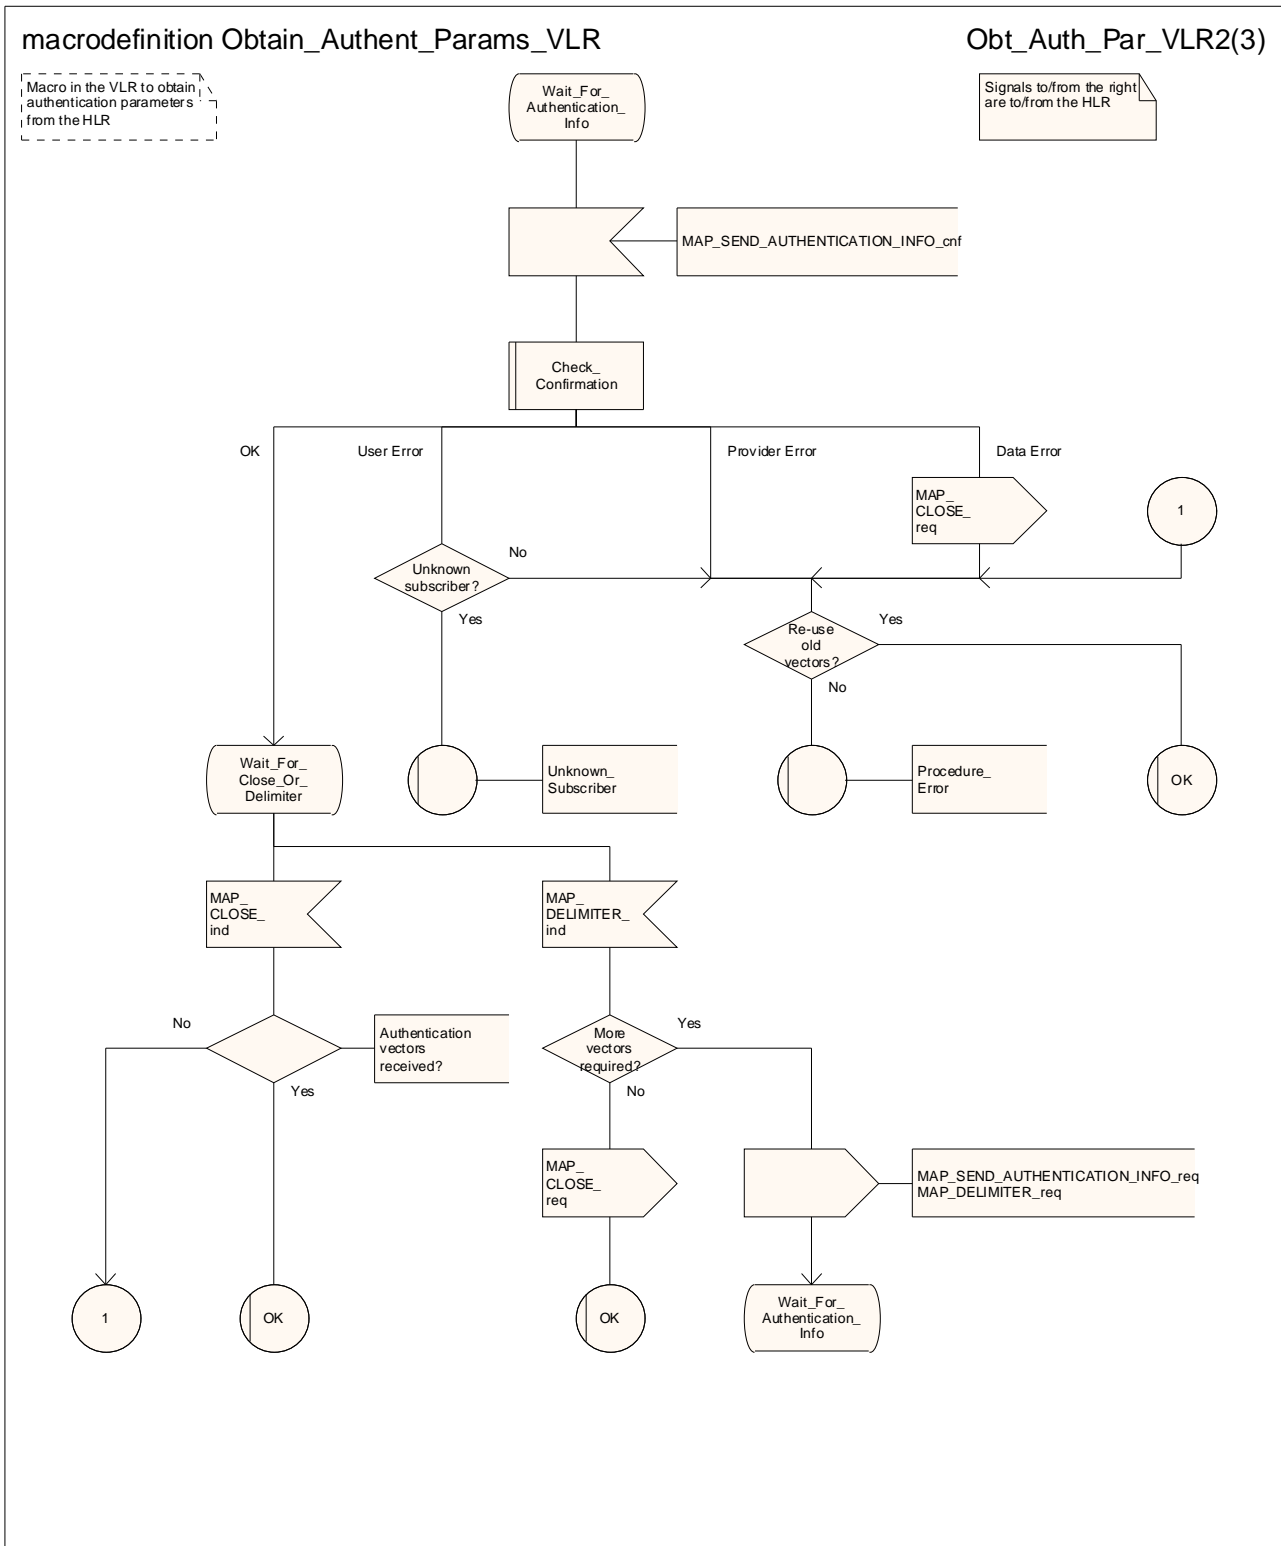 macrodefinition Obtain_Authent_Params_VLR
Obt_Auth_Par_VLR2(3)
Macro in the VLR to obtain
authentication parameters
from the HLR
Wait_For_
Authentication_
Info
Signals to/from the right
are to/from the HLR
MAP_SEND_AUTHENTICATION_INFO_cnf
Check_
Confirmation
OK
User Error
Provider Error
Data Error
MAP_
CLOSE_
req
1
Unknown
subscriber?
No
Yes
Re-use
old
vectors?
Yes
No
Wait_For_
Close_Or_
Delimiter
Unknown_
Subscriber
Procedure_
Error
OK
MAP_
CLOSE_
ind
MAP_
DELIMITER_
ind
No
Authentication
vectors
received?
Yes
More
vectors
required?
Yes
No
MAP_
CLOSE_
req
MAP_SEND_AUTHENTICATION_INFO_req
MAP_DELIMITER_req
1
OK
OK
Wait_For_
Authentication_
Info